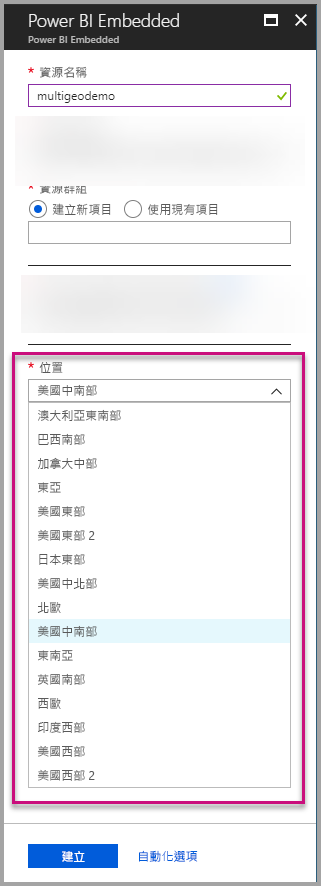 Power BI Embedded
Power BI Embedded
* 資源名稱
multigeodemo
* 資源群組
建立新項目 使用現有項目
* 位置
美國中南部
澳大利亞東南部
巴西南部
加拿大中部
東亞
美國東部
美國東部 2
日本東部
美國中北部
北歐
美國中南部
東南亞
英國南部
西歐
印度西部
美國西部
美國西部 2
建立 自動化選項